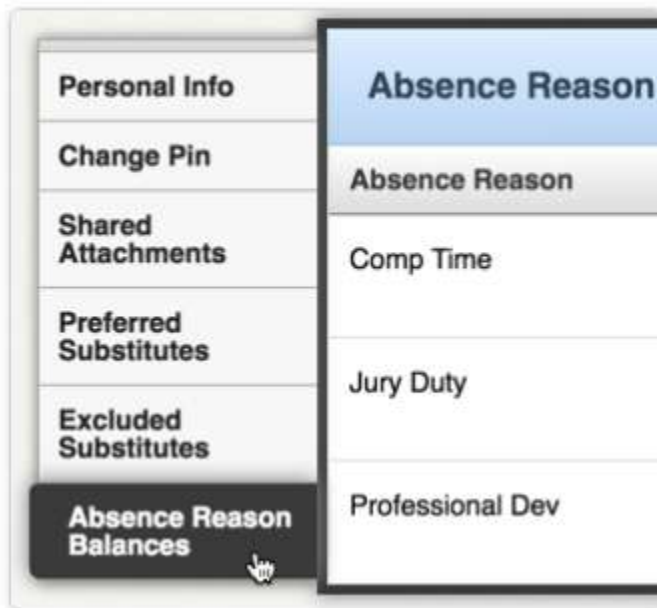 Personal Info
Change Pin
Shared
Attachments
Preferred
Substitutes
Excluded
Substitutes
Absence Reason
Balances
Absence Reason
Absence Reason
Comp Time
Jury Duty
Professional Dev